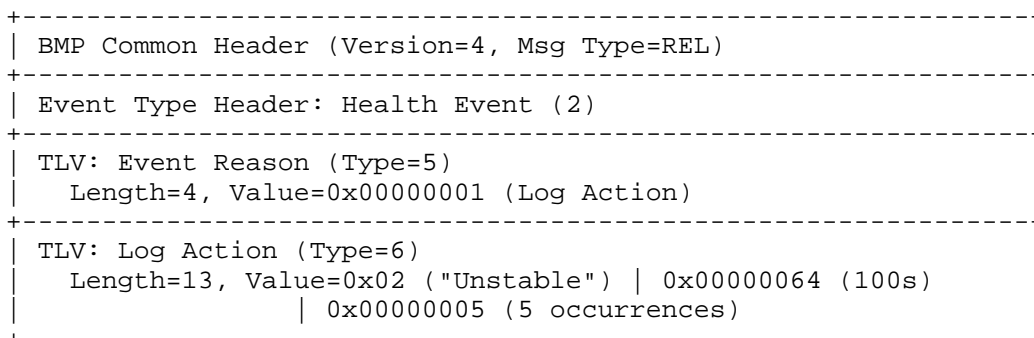 +---------------------------------------------------------------
| BMP Common Header (Version=4, Msg Type=REL)
+---------------------------------------------------------------
| Event Type Header: Health Event (2)
+---------------------------------------------------------------
| TLV: Event Reason (Type=5)
|   Length=4, Value=0x00000001 (Log Action)
+---------------------------------------------------------------
| TLV: Log Action (Type=6)
|   Length=13, Value=0x02 ("Unstable") | 0x00000064 (100s)
|                 | 0x00000005 (5 occurrences)